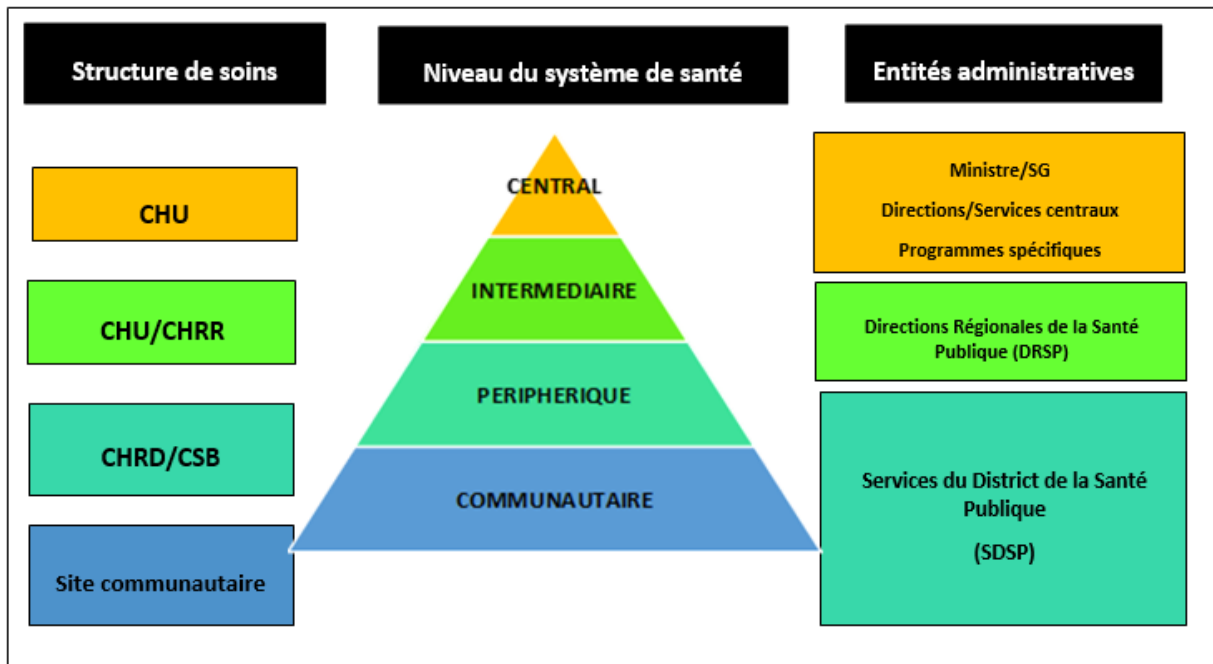 Structure de soins
Niveau du système de santé
Entités administratives
CHU
CENTRAL
Ministre/SG
Directions/Services centraux
Programmes spécifiques
CHU/CHRR
INTERMEDIAIRE
Directions Régionales de la Santé
Publique (DRSP)
CHRD/CSB
PERIPHERIQUE
Services du District de la Santé
Publique
(SDSP)
Site communautaire
COMMUNAUTAIRE